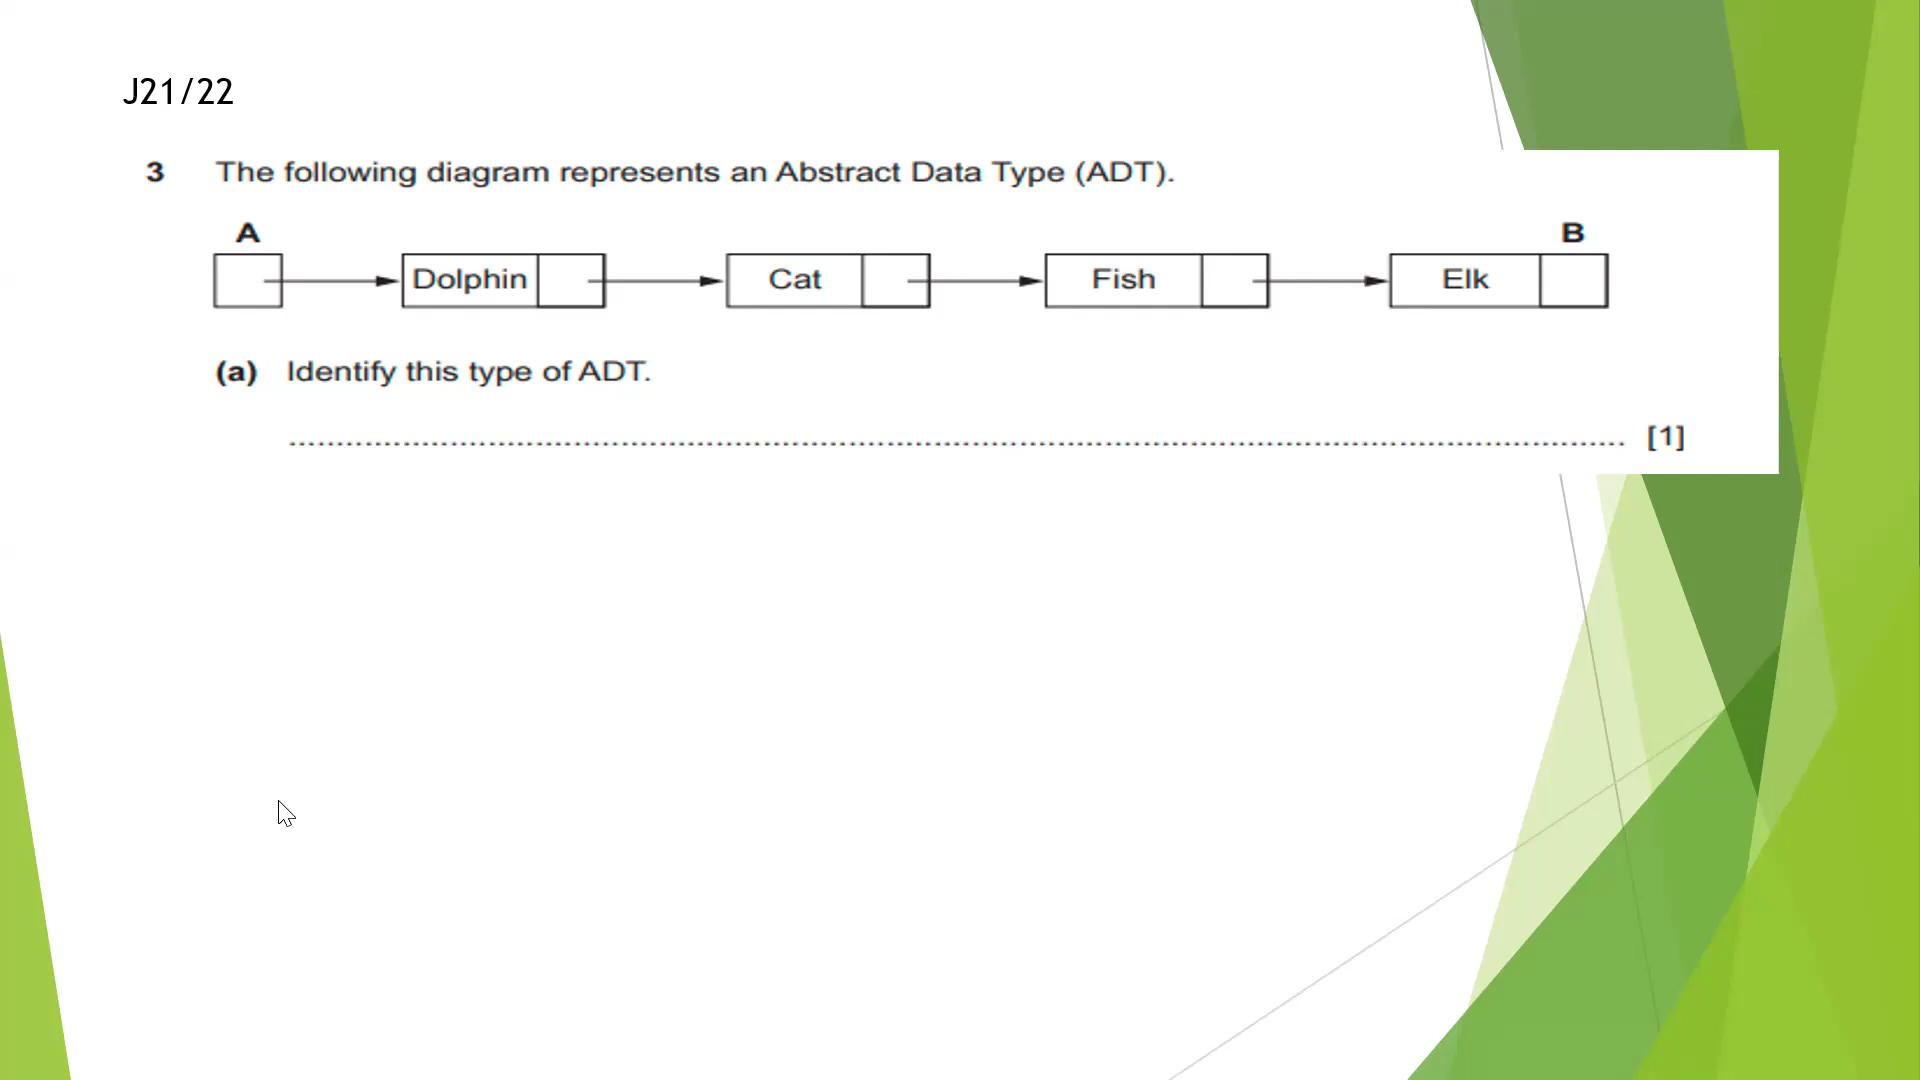 J21/22
3 The following diagram represents an Abstract Data Type (ADT).
A B
Dolphin Cat Fish Elk
(a) Identify this type of ADT.
.......................................................................................................................................... [1]